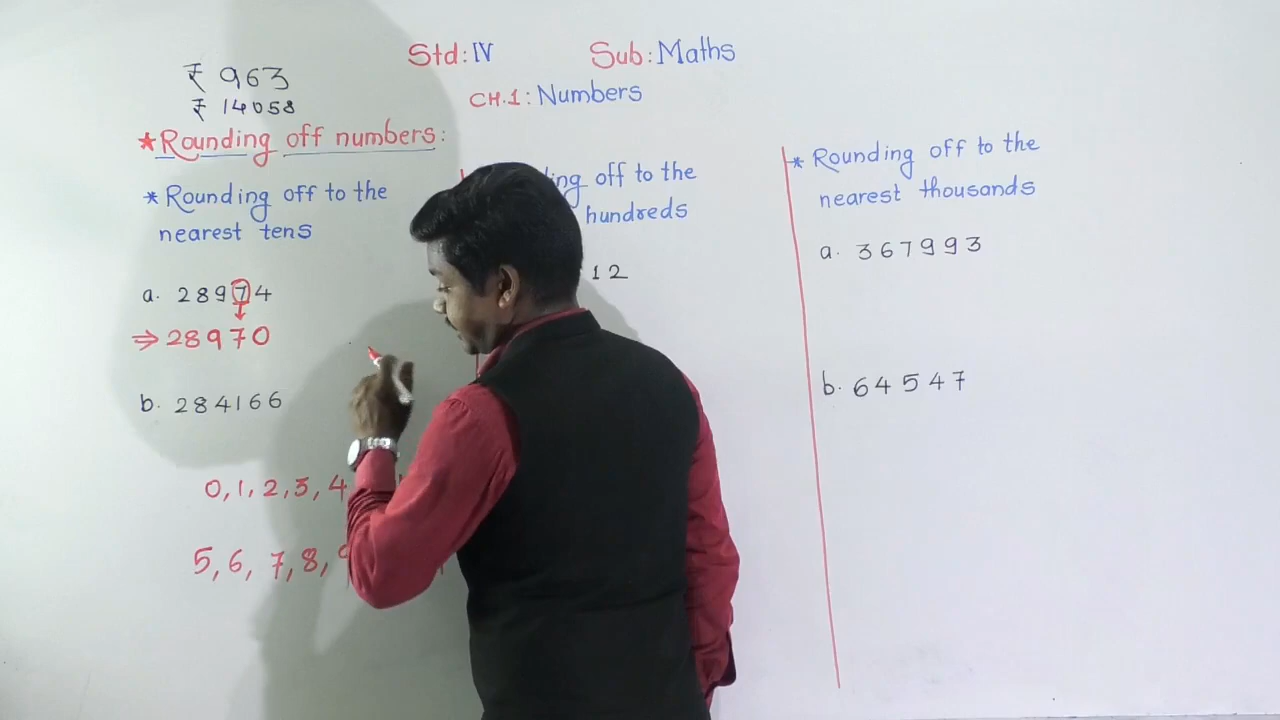 ₹ 963
₹ 14058
Std: IV Sub: Maths
CH.1: Numbers
*Rounding off numbers:
* Rounding off to the
nearest tens
a. 28974
⇒ 28970
b. 284166
0, 1, 2, 3, 4
5, 6, 7, 8,
off to the
hundreds
12
* Rounding off to the
nearest thousands
a. 367993
b. 64547